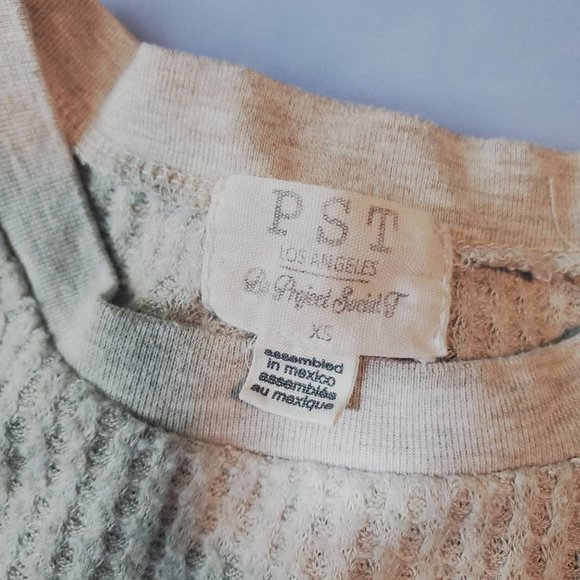 PST
LOS ANGELES
By Project Social T
XS
assembled
in mexico
assemblés
au mexique